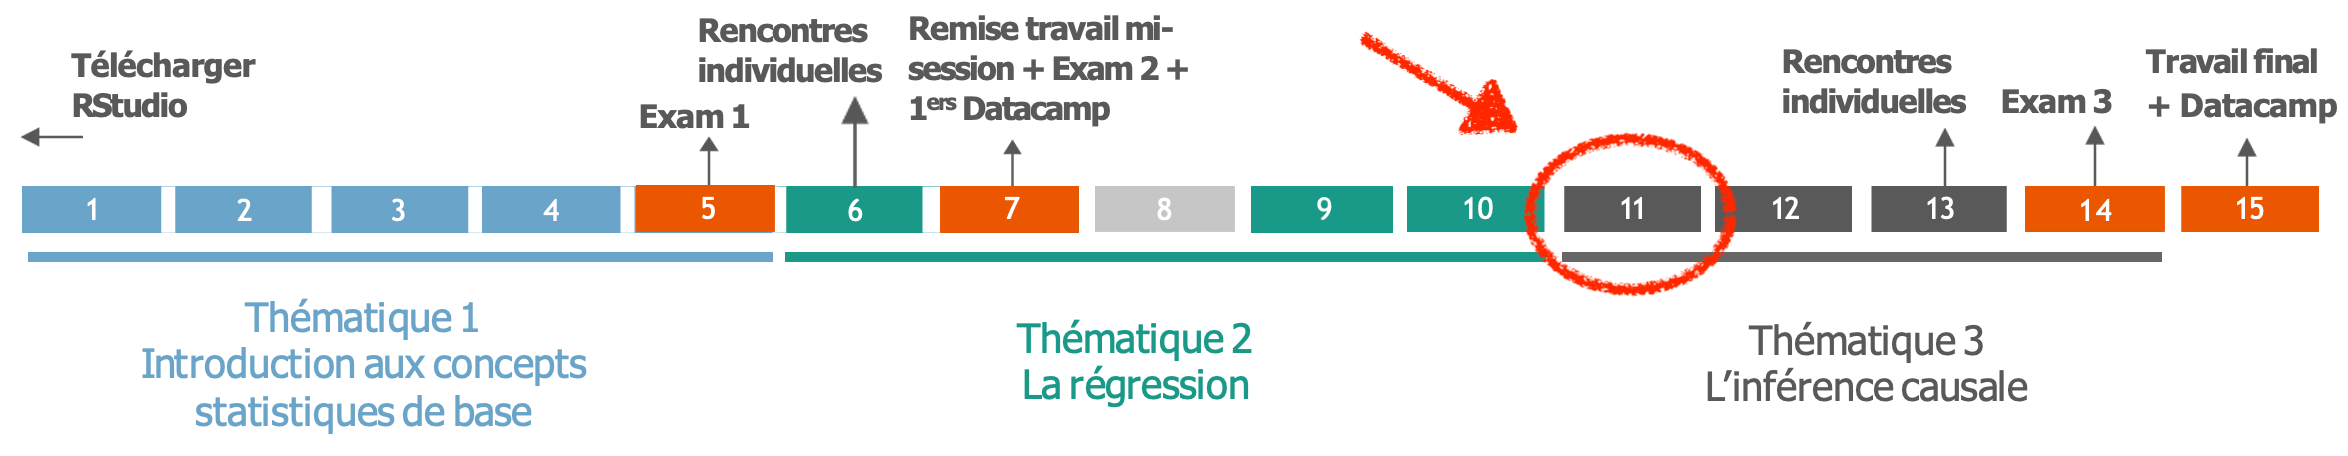 Télécharger
RStudio
Exam 1
Rencontres
individuelles
Remise travail mi-
session + Exam 2 +
1ers Datacamp
Rencontres
individuelles
Exam 3
Travail final
+ Datacamp
1 2 3 4 5 6 7 8 9 10 11 12 13 14 15
Thématique 1
Introduction aux concepts
statistiques de base
Thématique 2
La régression
Thématique 3
L’inférence causale